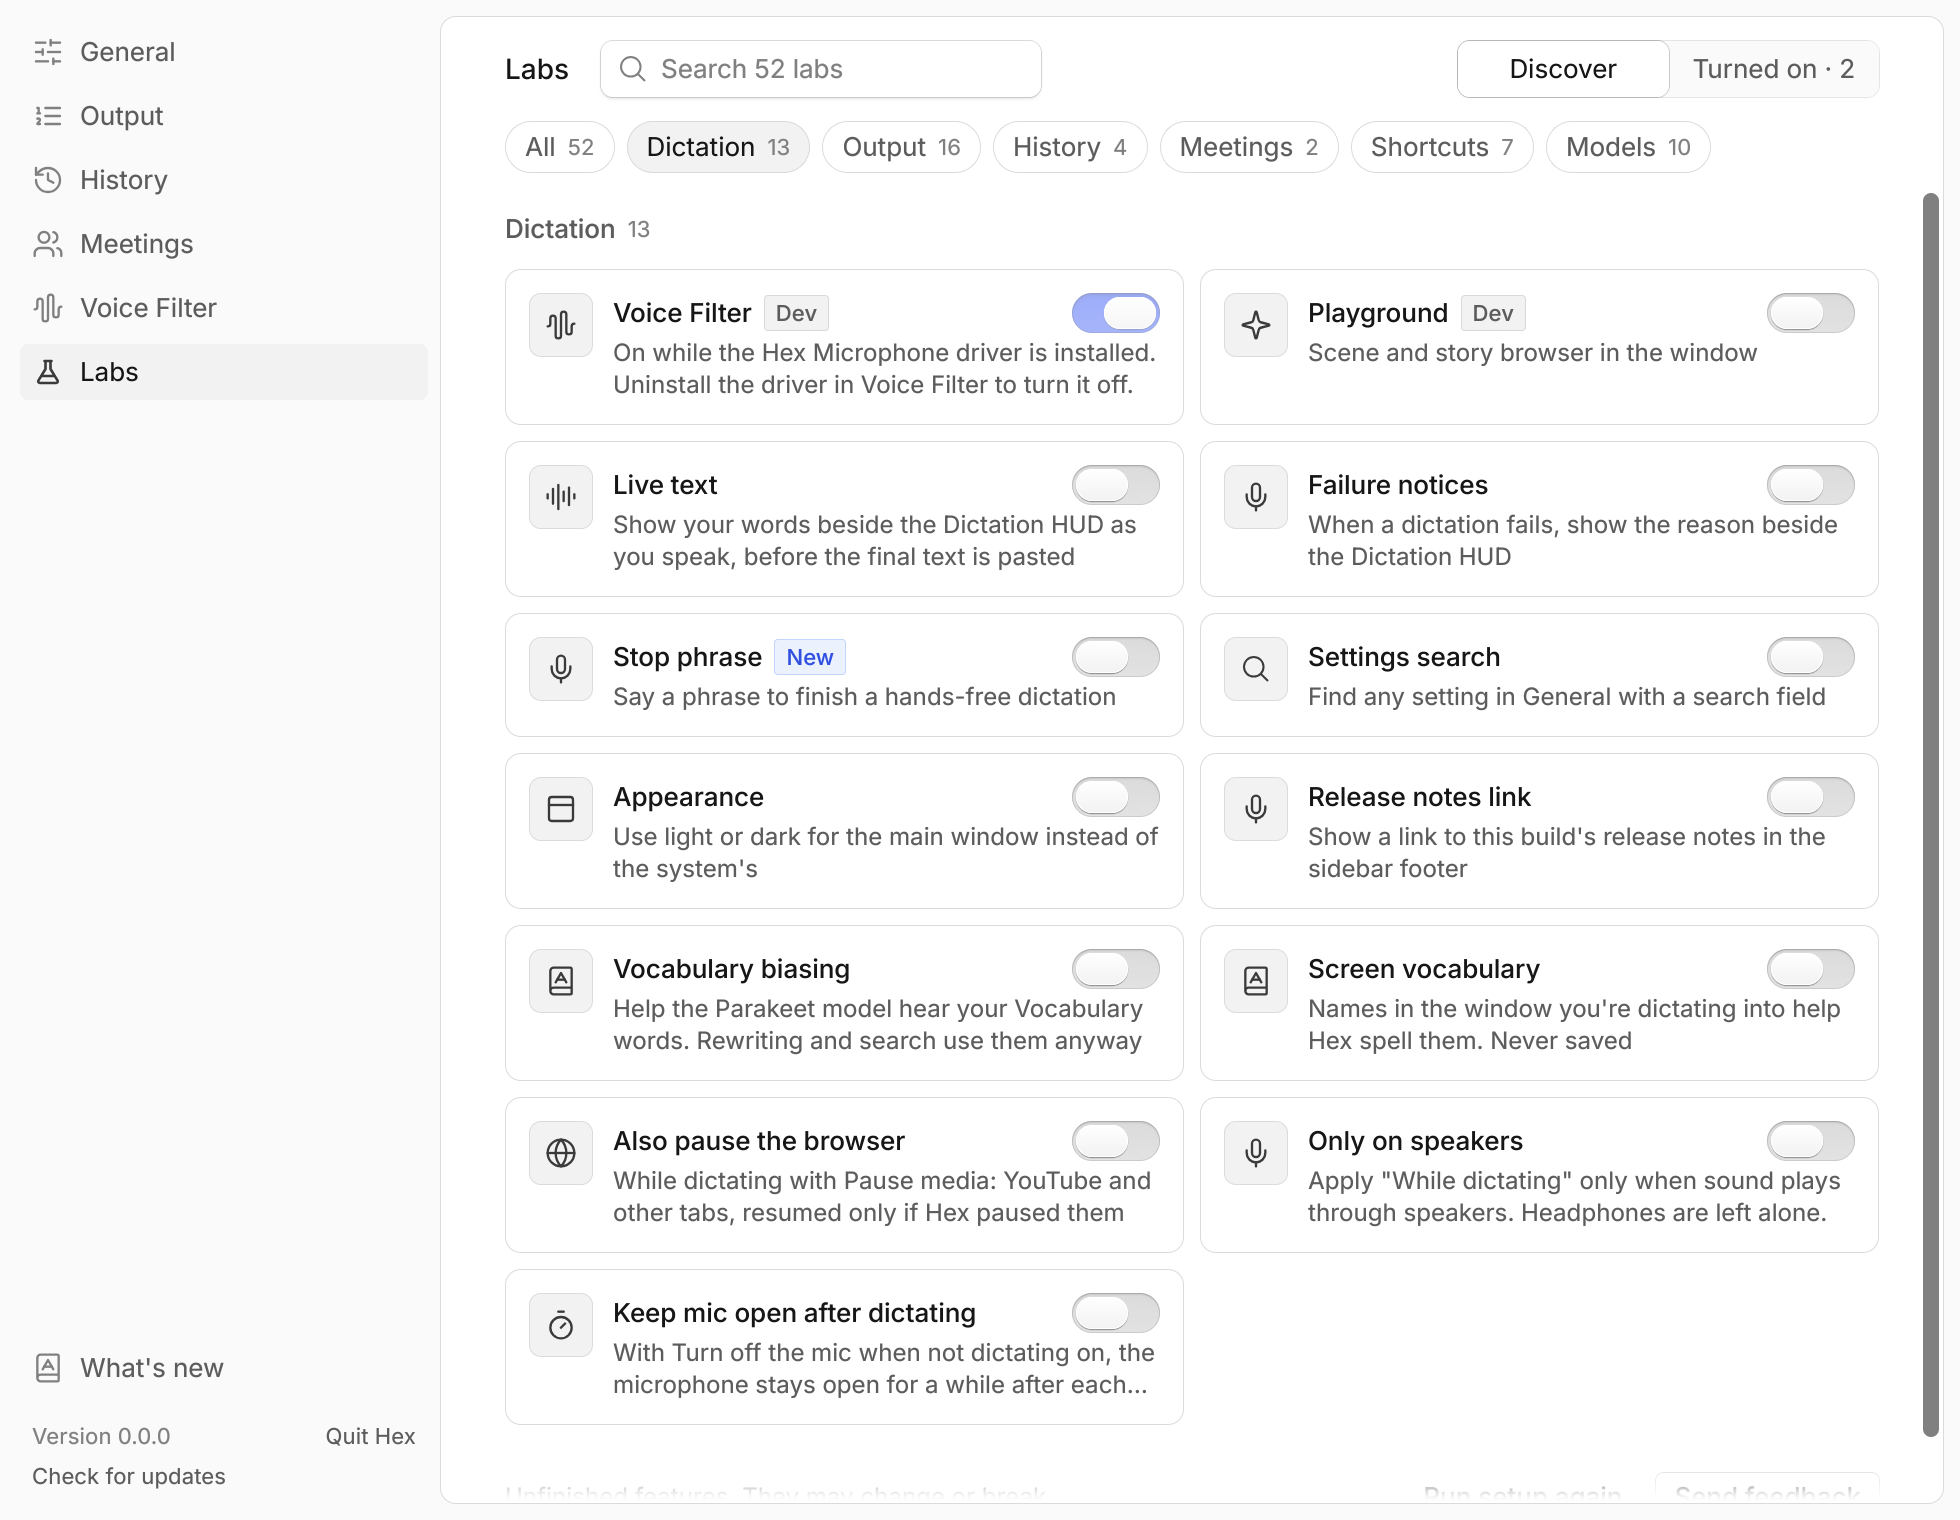 General
Output
History
Meetings
Voice Filter
Labs
What's new
Version 0.0.0
Quit Hex
Check for updates
Labs
Search 52 labs
Discover
Turned on · 2
All 52
Dictation 13
Output 16
History 4
Meetings 2
Shortcuts 7
Models 10
Dictation 13
Voice Filter Dev
On while the Hex Microphone driver is installed.
Uninstall the driver in Voice Filter to turn it off.
Playground Dev
Scene and story browser in the window
Live text
Show your words beside the Dictation HUD as
you speak, before the final text is pasted
Failure notices
When a dictation fails, show the reason beside
the Dictation HUD
Stop phrase New
Say a phrase to finish a hands-free dictation
Settings search
Find any setting in General with a search field
Appearance
Use light or dark for the main window instead of
the system's
Release notes link
Show a link to this build's release notes in the
sidebar footer
Vocabulary biasing
Help the Parakeet model hear your Vocabulary
words. Rewriting and search use them anyway
Screen vocabulary
Names in the window you're dictating into help
Hex spell them. Never saved
Also pause the browser
While dictating with Pause media: YouTube and
other tabs, resumed only if Hex paused them
Only on speakers
Apply "While dictating" only when sound plays
through speakers. Headphones are left alone.
Keep mic open after dictating
With Turn off the mic when not dictating on, the
microphone stays open for a while after each...
Unfinished features. They may change or break.
Run setup again
Send feedback